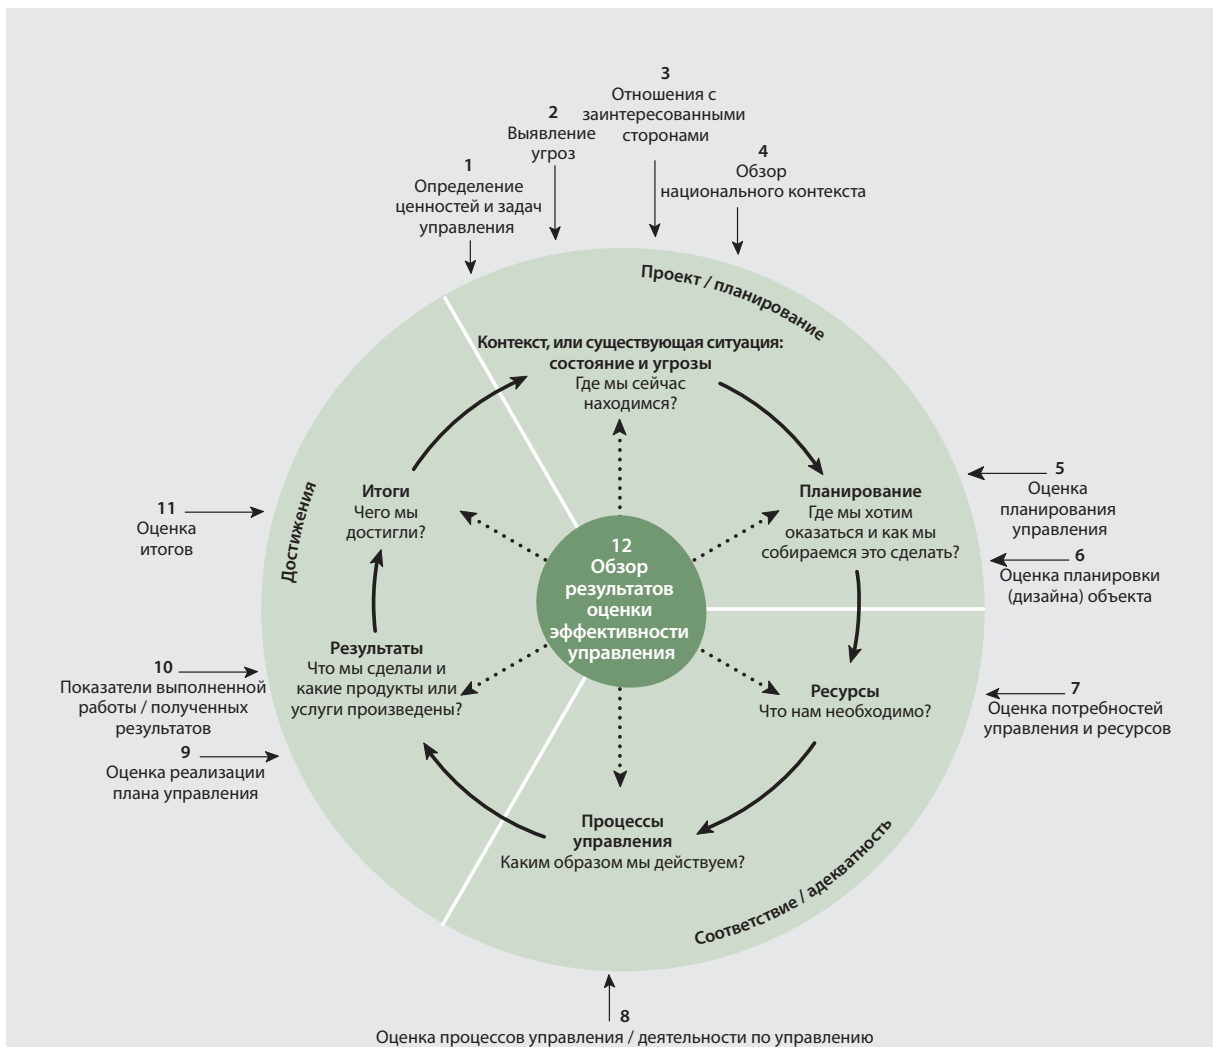 1
Определение
ценностей и задач
управления
2
Выявление
угроз
3
Отношения с
заинтересованными
сторонами
4
Обзор
национального контекста
Проект / планирование
Контекст, или существующая ситуация:
состояние и угрозы
Где мы сейчас
находимся?
Планирование
Где мы хотим
оказаться и как мы
собираемся это сделать?
5
Оценка
планирования
управления
6
Оценка планировки
(дизайна) объекта
12
Обзор
результатов
оценки
эффективности
управления
Ресурсы
Что нам необходимо?
7
Оценка потребностей
управления и ресурсов
Соответствие / адекватность
Процессы
управления
Каким образом мы действуем?
8
Оценка процессов управления / деятельности по управлению
Результаты
Что мы сделали и
какие продукты или
услуги произведены?
9
Оценка реализации
плана управления
10
Показатели выполненной
работы / полученных
результатов
Достижения
Итоги
Чего мы
достигли?
11
Оценка
итогов